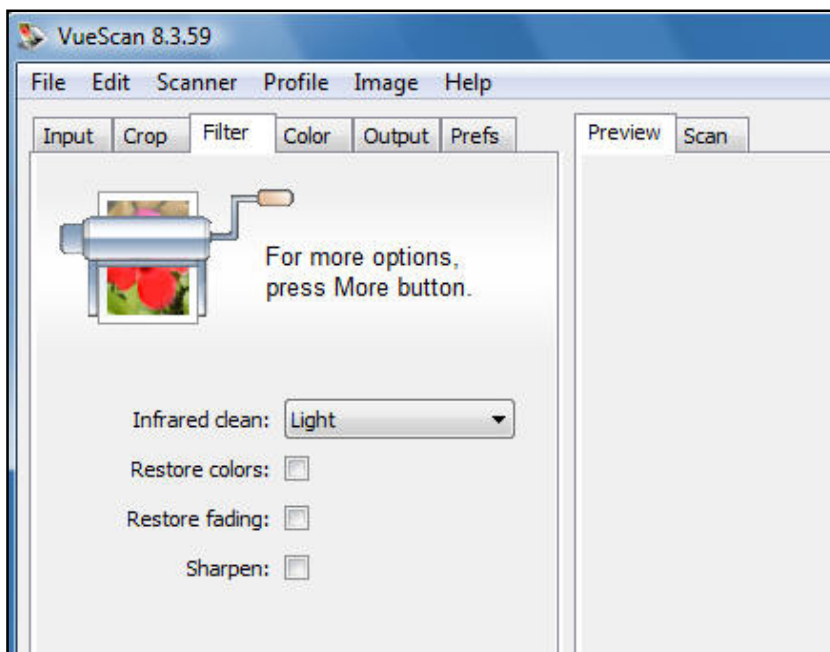 VueScan 8.3.59
File Edit Scanner Profile Image Help
Input Crop Filter Color Output Prefs
Preview Scan
For more options,
press More button.
Infrared clean: Light
Restore colors:
Restore fading:
Sharpen: